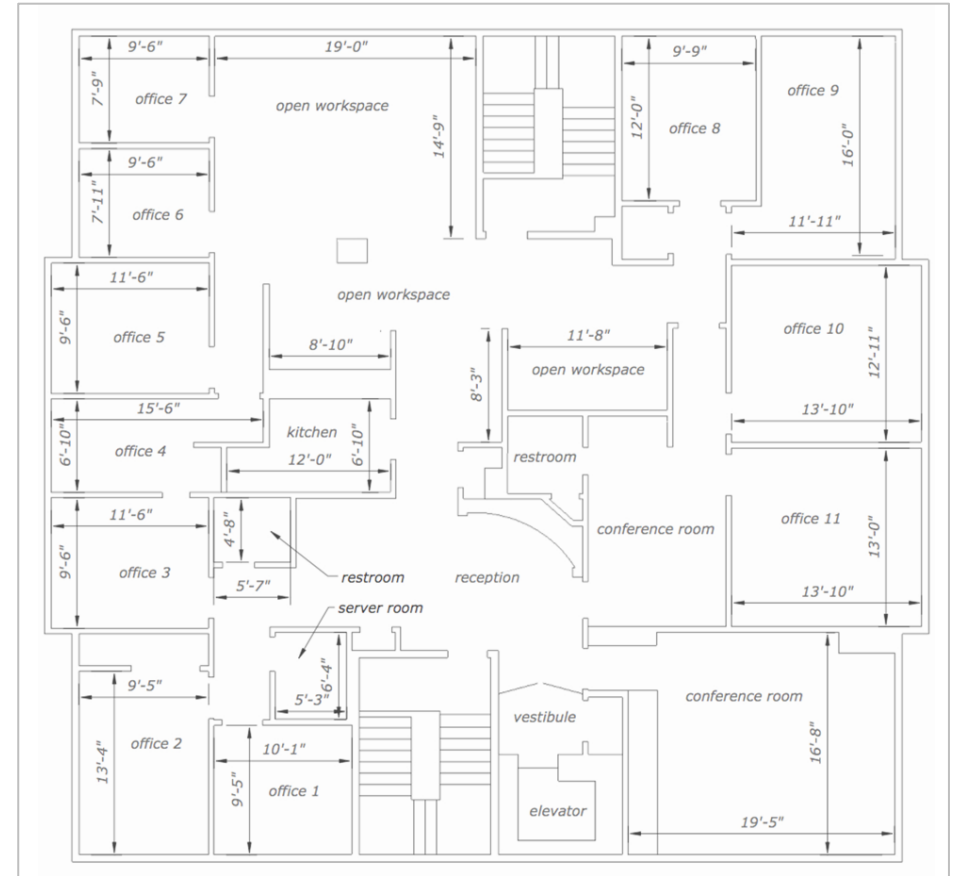 9'-6"
19'-0"
9'-9"
7'-9"
office 7
open workspace
14'-9"
12'-0"
office 8
office 9
16'-0"
9'-6"
7'-11"
office 6
11'-11"
11'-6"
9'-6"
office 5
open workspace
8'-10"
8'-3"
11'-8"
open workspace
office 10
12'-11"
13'-10"
15'-6"
6'-10"
office 4
kitchen
12'-0"
6'-10"
restroom
11'-6"
9'-6"
office 3
4'-8"
5'-7"
restroom
server room
reception
conference room
office 11
13'-0"
13'-10"
6'-4"
5'-3"
9'-5"
13'-4"
office 2
10'-1"
9'-5"
office 1
vestibule
elevator
conference room
16'-8"
19'-5"